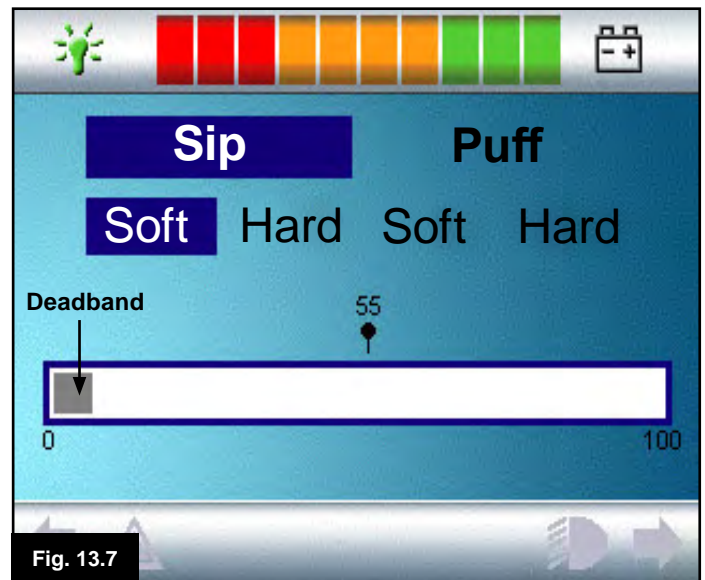 - +
Sip Puff
Soft Hard Soft Hard
Deadband
55
0 100
Fig. 13.7